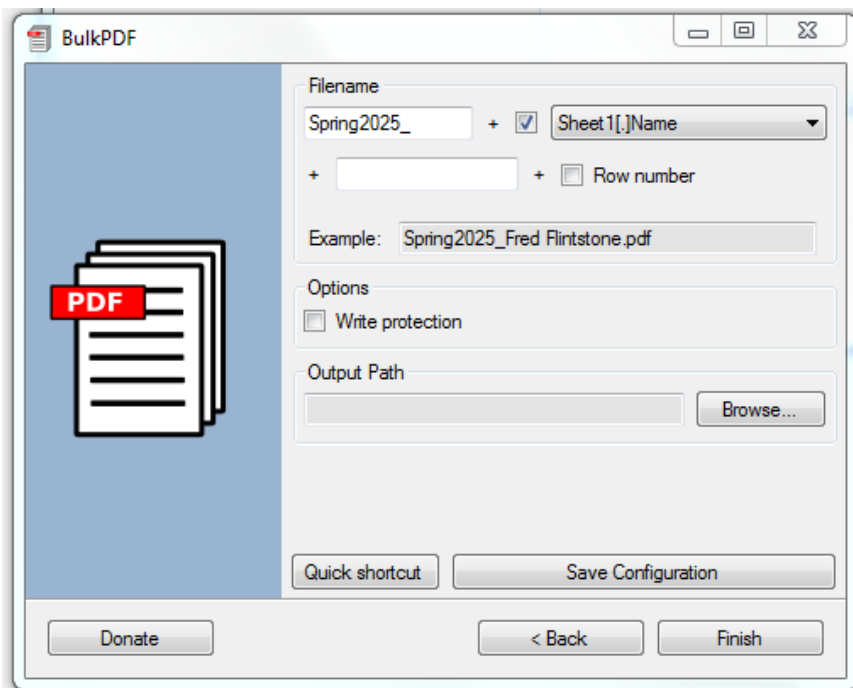 BulkPDF
Filename
Spring2025_ + Sheet1[.]Name
+ + Row number
Example: Spring2025_Fred Flintstone.pdf
Options
Write protection
PDF
Output Path
Browse...
Quick shortcut Save Configuration
Donate < Back Finish